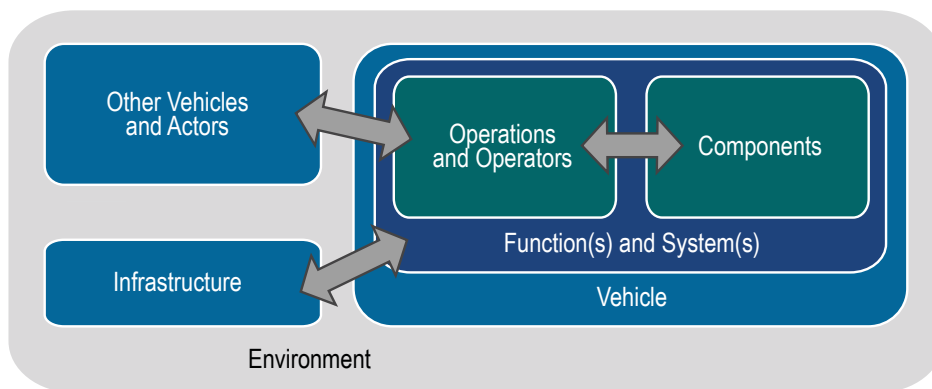 Other Vehicles
and Actors
Operations
and Operators
Components
Function(s) and System(s)
Infrastructure
Vehicle
Environment